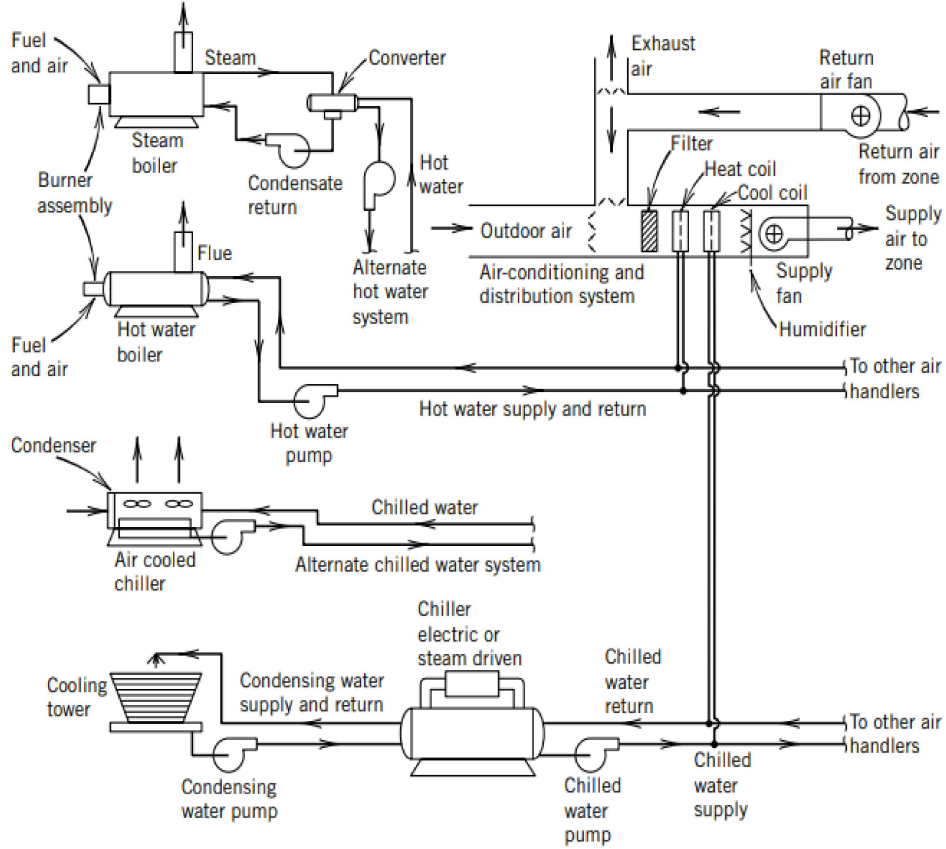 Fuel
and air
Steam
Converter
Steam
boiler
Condensate
return
Hot
water
Burner
assembly
Alternate
hot water
system
Flue
Hot water
boiler
Fuel
and air
Hot water
pump
Exhaust
air
Return
air fan
Return air
from zone
Filter
Heat coil
Cool coil
Outdoor air
Supply
air to
zone
Air-conditioning and
distribution system
Supply
fan
Humidifier
To other air
handlers
Hot water supply and return
Condenser
Chilled water
Air cooled
chiller
Alternate chilled water system
Chiller
electric or
steam driven
Cooling
tower
Condensing water
supply and return
Chilled
water
return
To other air
handlers
Condensing
water pump
Chilled
water
pump
Chilled
water
supply